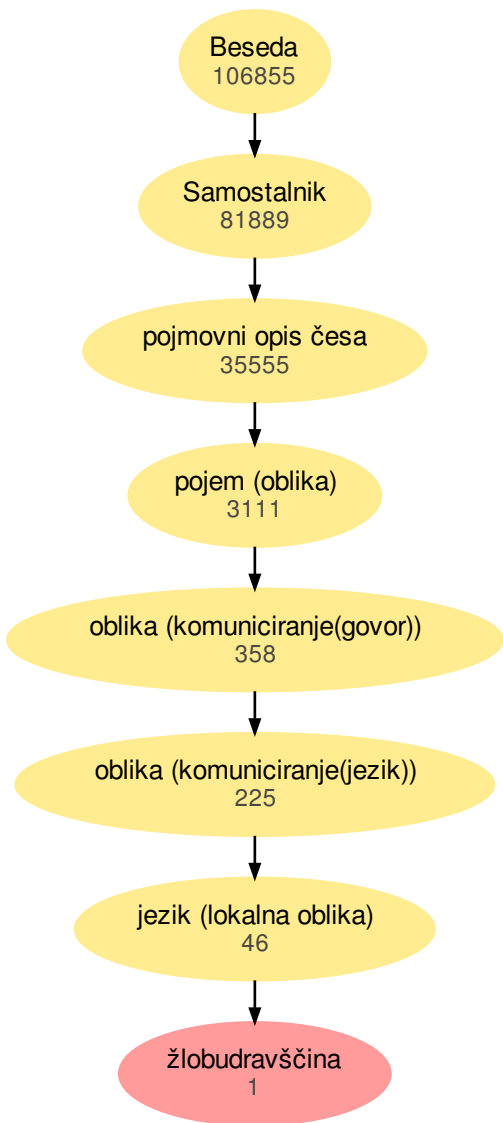 Beseda
106855
Samostalnik
81889
pojmovni opis česa
35555
pojem (oblika)
3111
oblika (komuniciranje(govor))
358
oblika (komuniciranje(jezik))
225
jezik (lokalna oblika)
46
žlobudravščina
1